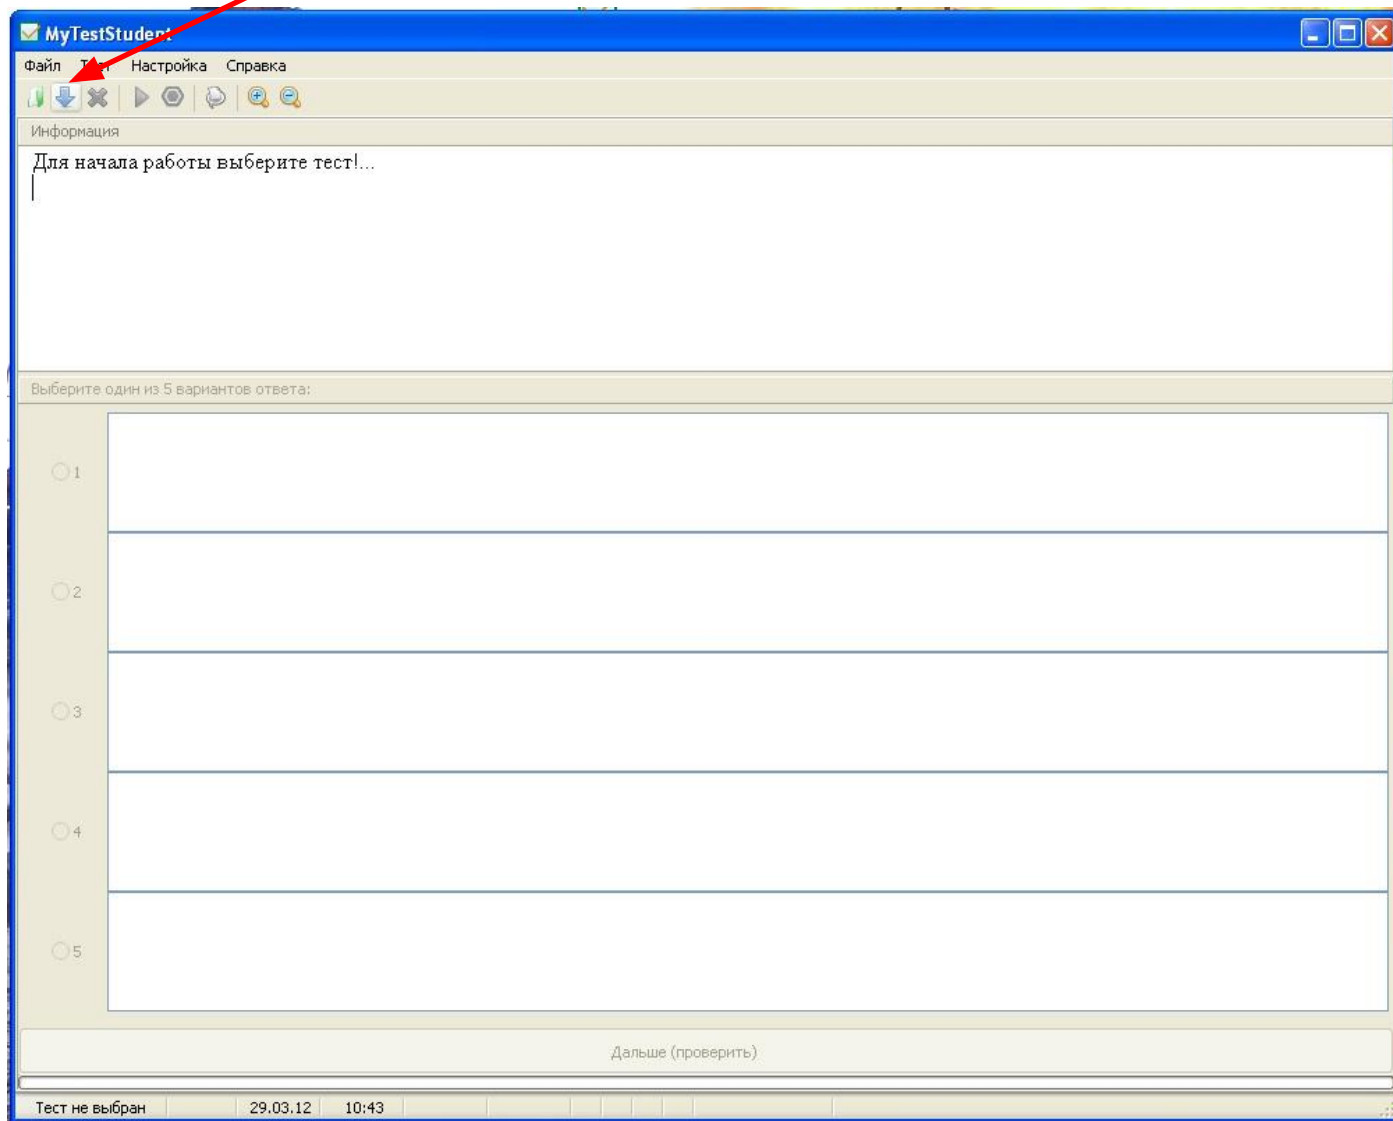 MyTestStudent
Файл Тест Настройка Справка
Информация
Для начала работы выберите тест!...
Выберите один из 5 вариантов ответа:
1
2
3
4
5
Дальше (проверить)
Тест не выбран 29.03.12 10:43